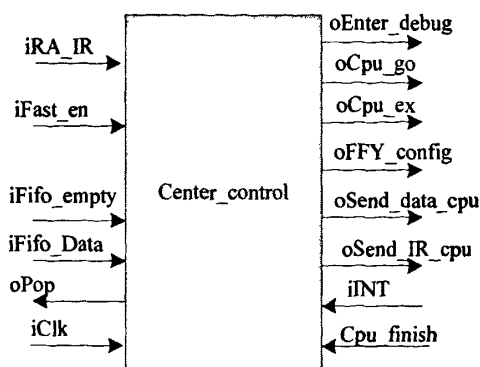 iRA_IR
iFast_en
iFifo_empty
iFifo_Data
oPop
iClk
Center_control
oEnter_debug
oCpu_go
oCpu_ex
oFFY_config
oSend_data_cpu
oSend_IR_cpu
iINT
Cpu_finish